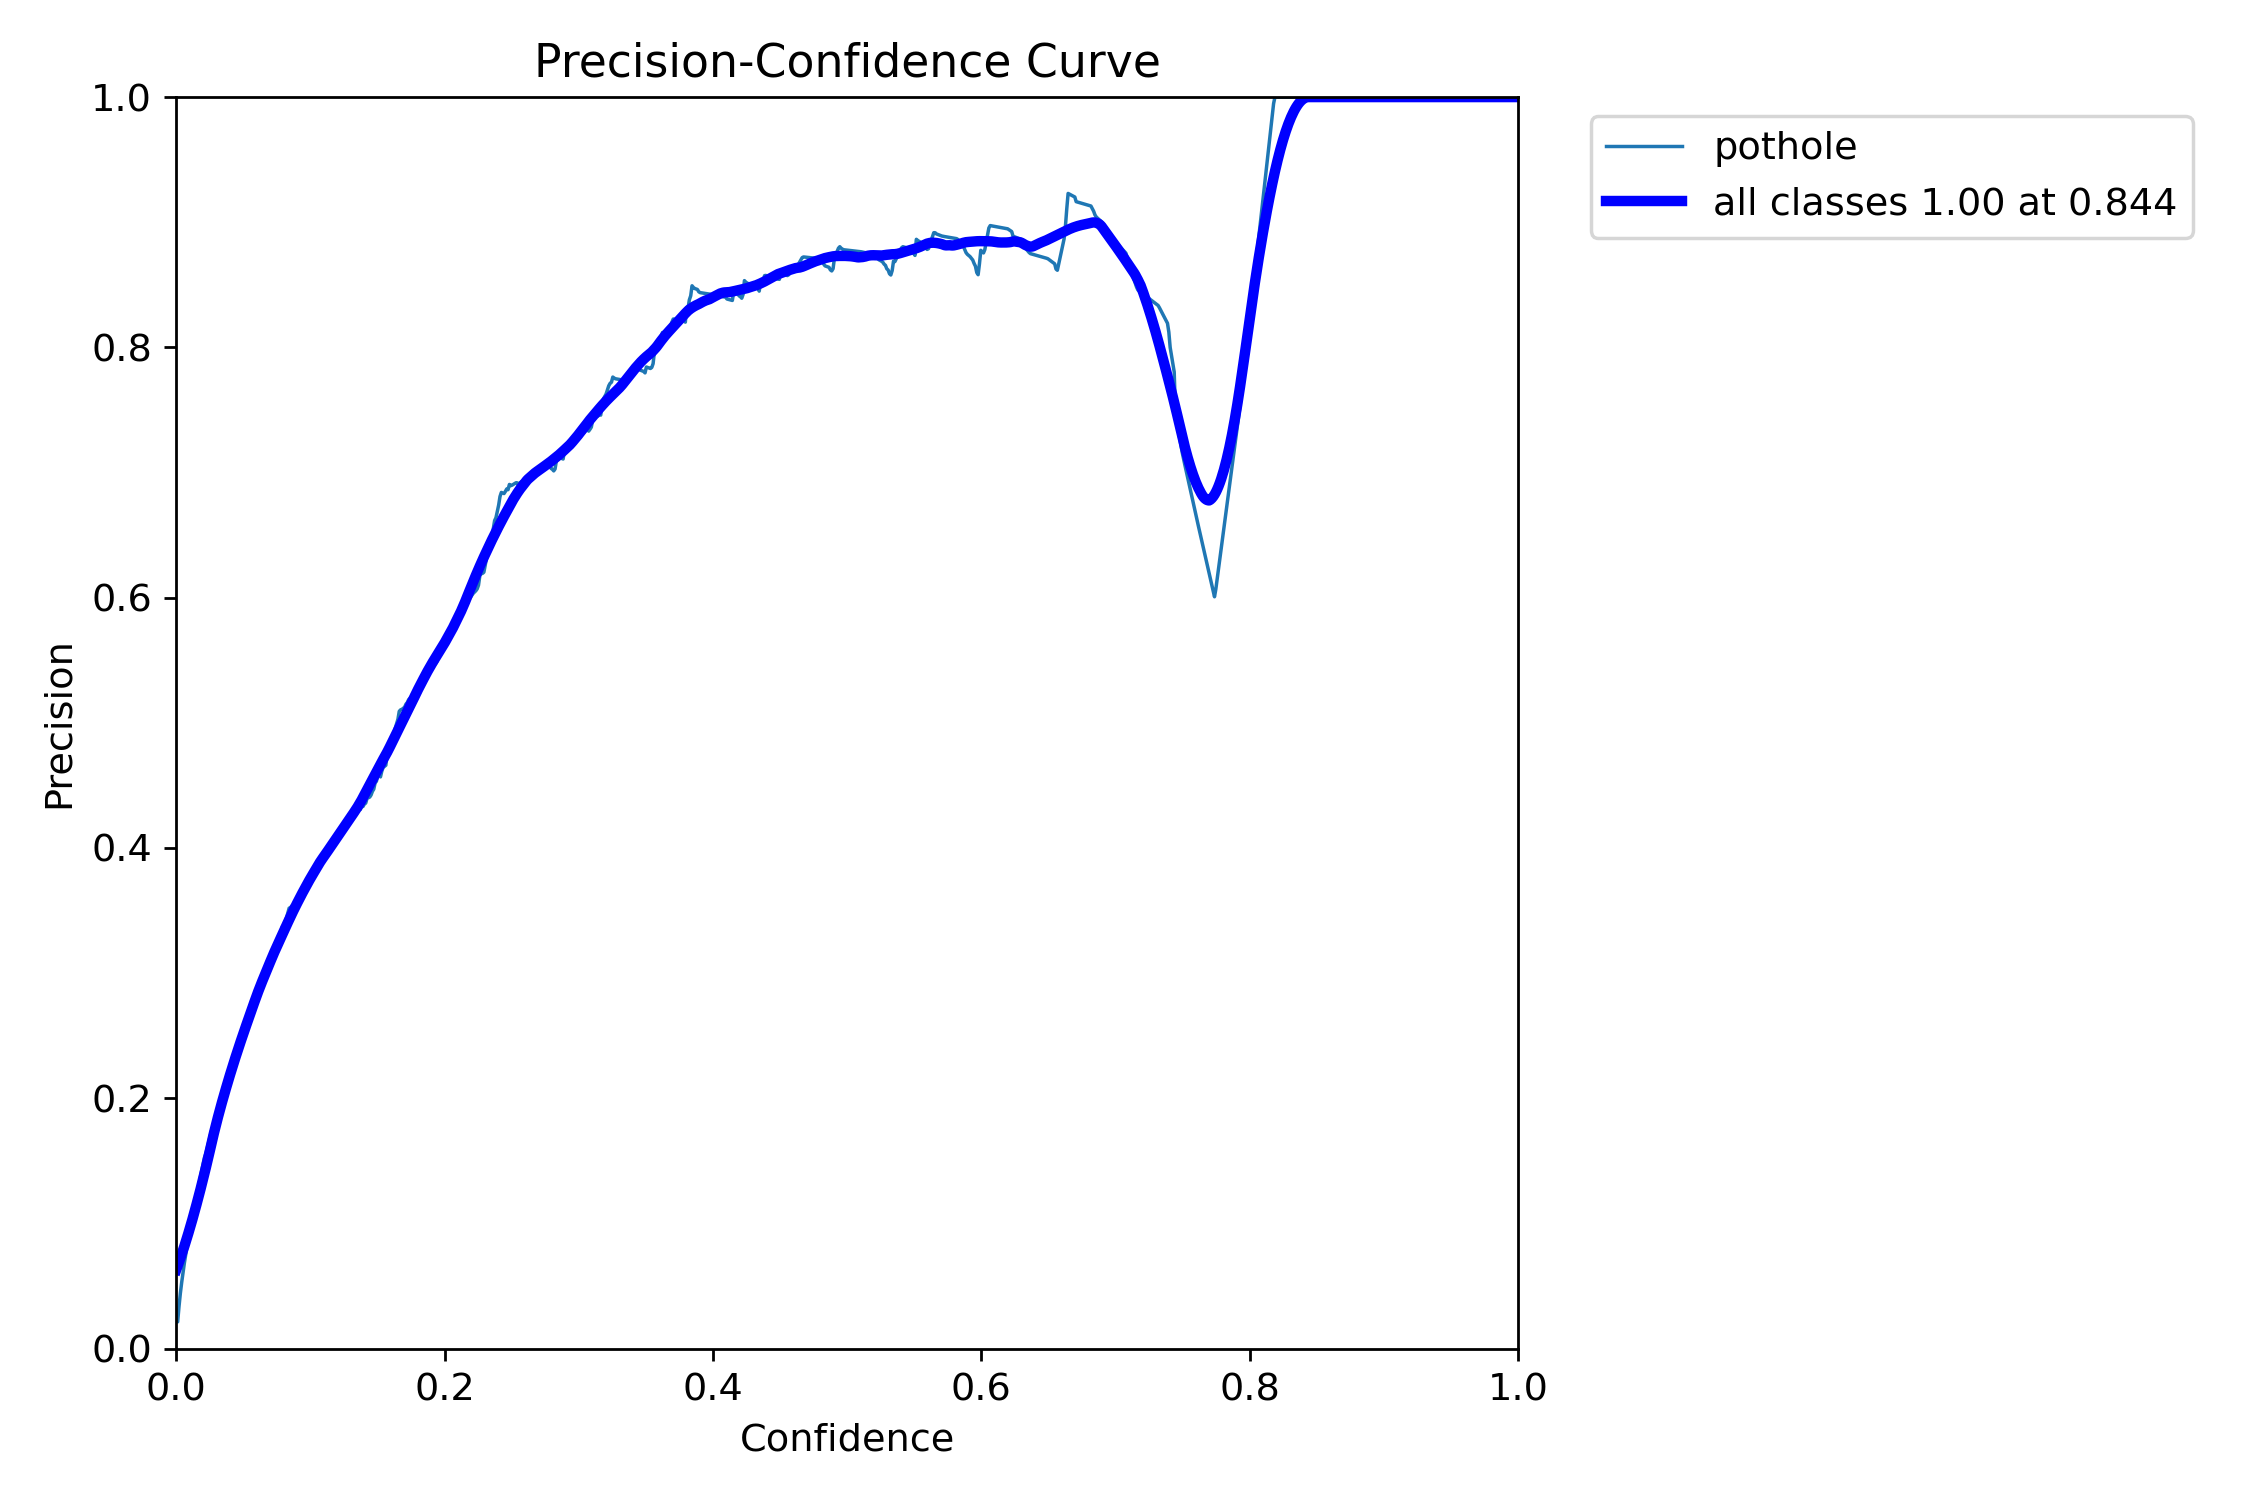 Precision-Confidence Curve
1.0
0.8
0.6
0.4
0.2
0.0
Precision
0.0 0.2 0.4 0.6 0.8 1.0
Confidence
pothole
all classes 1.00 at 0.844